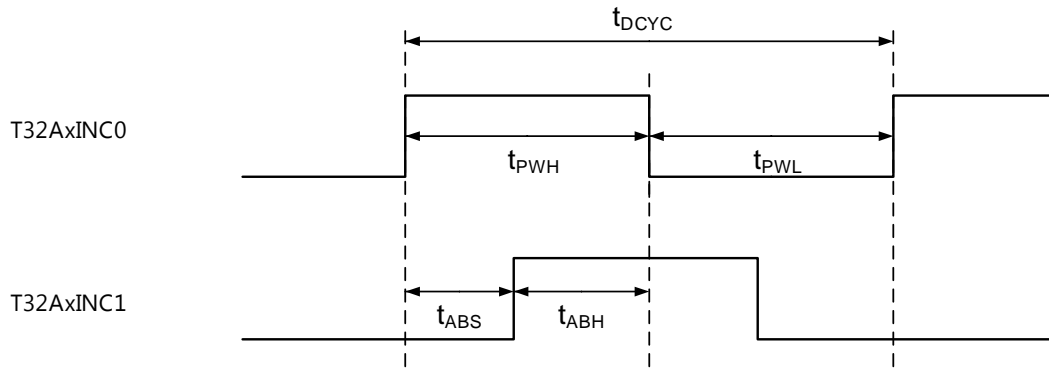 tDCYC
T32AxINC0
tPWH
tPWL
T32AxINC1
tABS
tABH